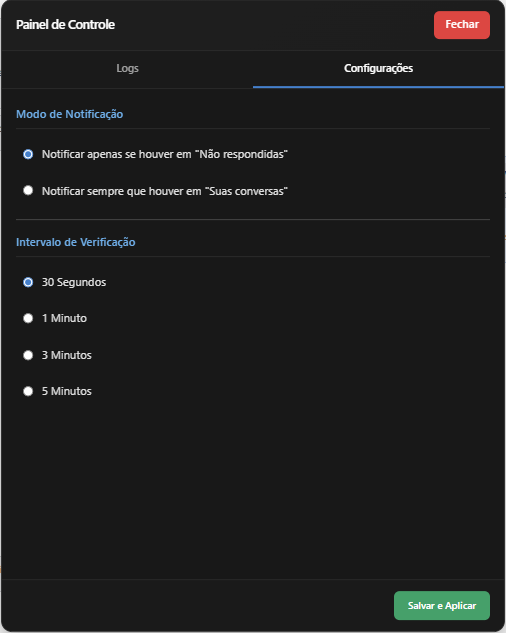 Painel de Controle
Fechar
Logs
Configurações
Modo de Notificação
Notificar apenas se houver em "Não respondidas"
Notificar sempre que houver em "Suas conversas"
Intervalo de Verificação
30 Segundos
1 Minuto
3 Minutos
5 Minutos
Salvar e Aplicar